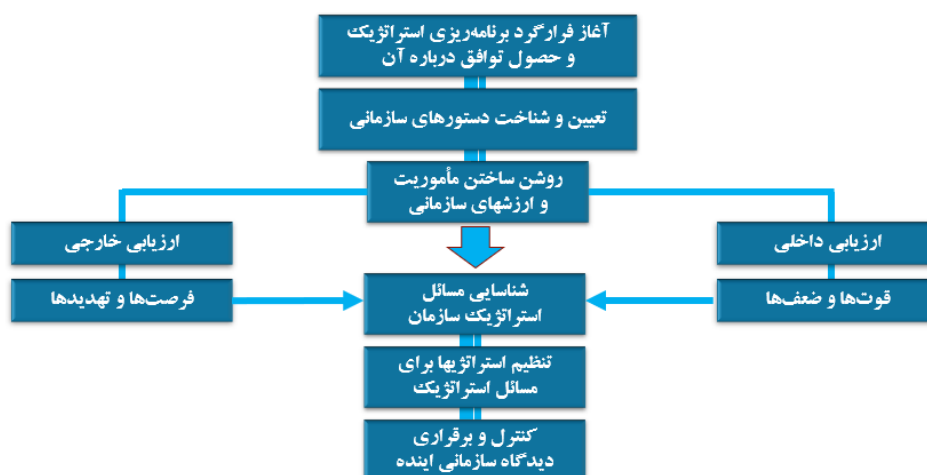 آغاز فرارگرد برنامه‌ریزی استراتژیک
و حصول توافق درباره آن
تعیین و شناخت دستورهای سازمانی
روشن ساختن مأموریت
و ارزشهای سازمانی
ارزیابی داخلی
ارزیابی خارجی
قوت‌ها و ضعف‌ها
شناسایی مسائل
استراتژیک سازمان
فرصت‌ها و تهدیدها
تنظیم استراتژیها برای
مسائل استراتژیک
کنترل و برقراری
دیدگاه سازمانی اینده